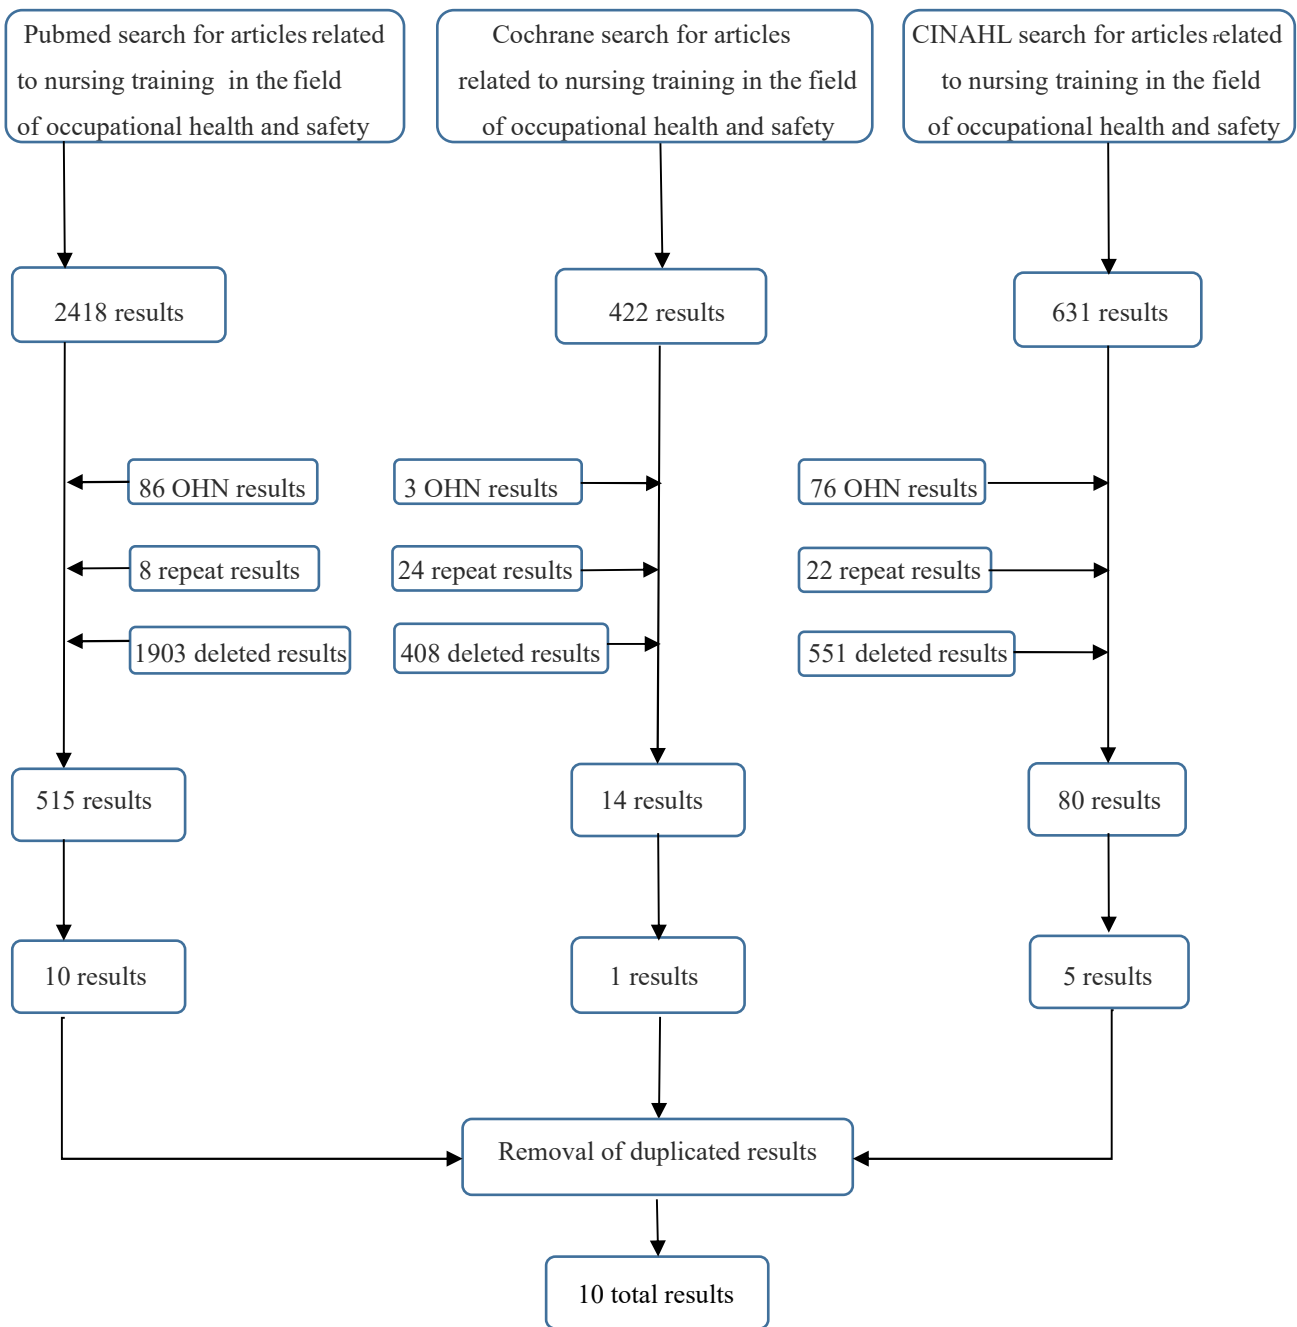 Pubmed search for articles related
to nursing training in the field
of occupational health and safety
Cochrane search for articles
related to nursing training in the field
of occupational health and safety
CINAHL search for articles related
to nursing training in the field
of occupational health and safety
2418 results
422 results
631 results
86 OHN results
3 OHN results
76 OHN results
8 repeat results
24 repeat results
22 repeat results
1903 deleted results
408 deleted results
551 deleted results
515 results
14 results
80 results
10 results
1 results
5 results
Removal of duplicated results
10 total results